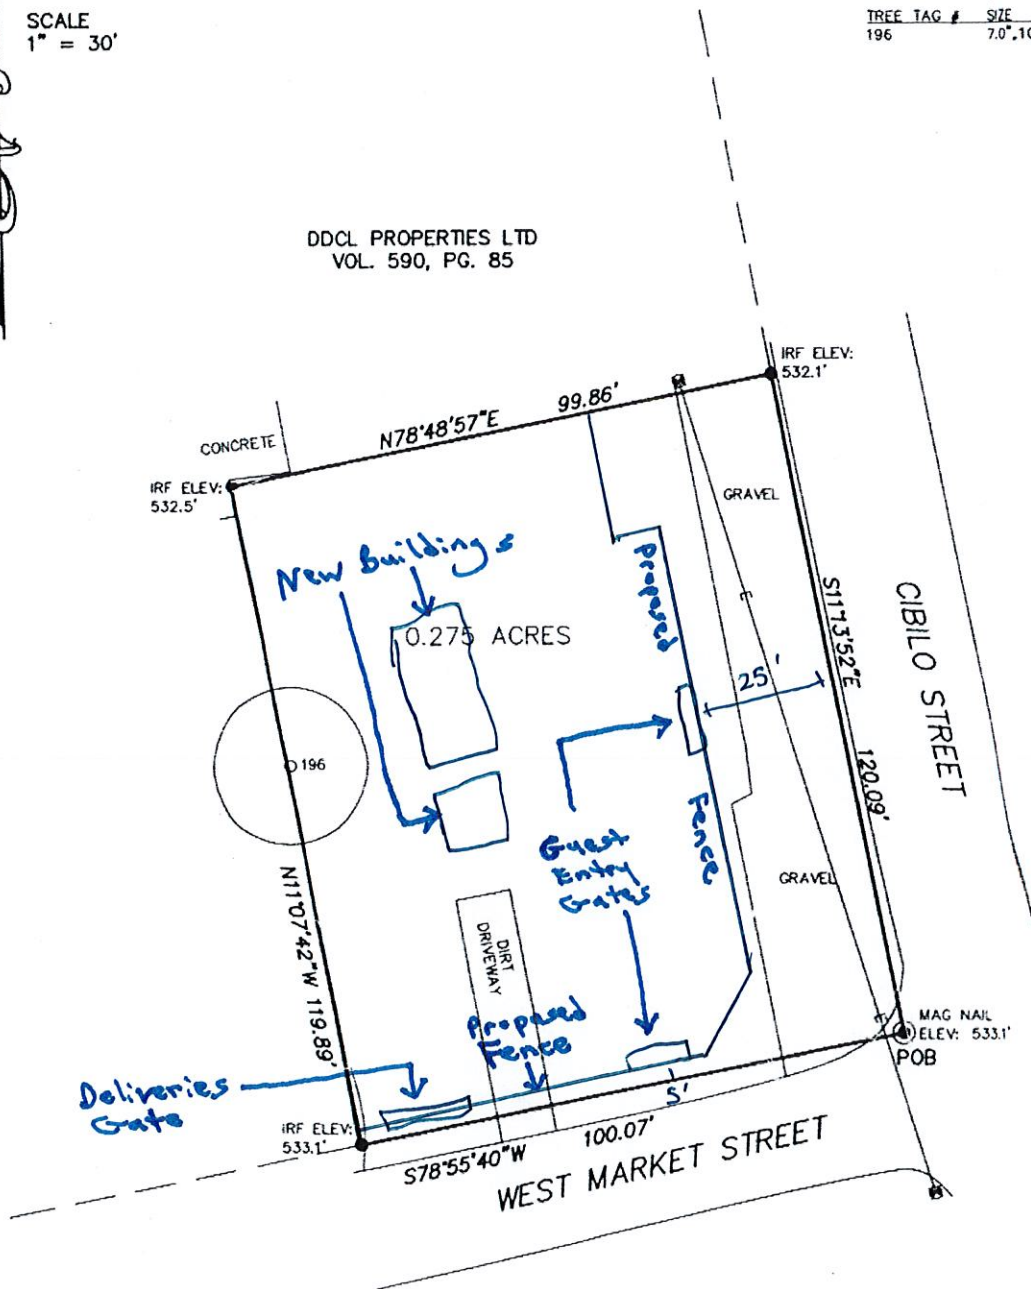 SCALE
1" = 30'
TREE TAG # SIZE
196 7.0",10
DDCL PROPERTIES LTD
VOL. 590, PG. 85
IRF ELEV:
532.1'
99.86'
N78°48'57"E
CONCRETE
IRF ELEV:
532.5'
GRAVEL
New Buildings
Proposed
0.275 ACRES
E
S11°13'52"E
CIBILO STREET
25'
196
120.09'
Fence
Guest
Entry
Gates
GRAVEL
N11°07'42"W 119.89'
DIRT
DRIVEWAY
Proposed
Fence
E
MAG NAIL
ELEV: 533.1'
POB
Deliveries
Gate
5'
IRF ELEV:
533.1'
100.07'
S78°55'40"W
WEST MARKET STREET